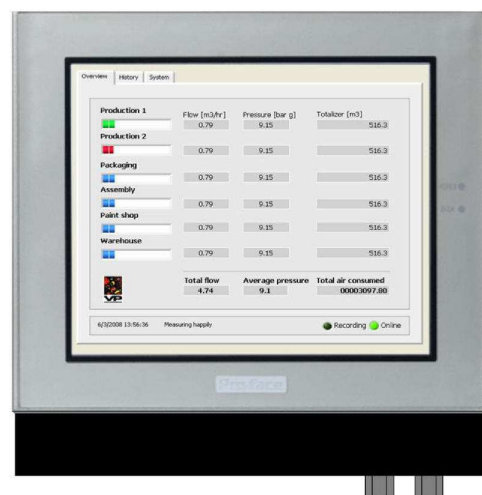 Overview History System
Production 1
Flow [m3/hr] Pressure [bar g] Totalizer [m3]
0.79 9.15 516.3
Production 2
0.79 9.15 516.3
Packaging
0.79 9.15 516.3
Assembly
0.79 9.15 516.3
Paint shop
0.79 9.15 516.3
Warehouse
0.79 9.15 516.3
Total flow Average pressure Total air consumed
4.74 9.1 00003097.80
VP
6/3/2008 13:56:36 Measuring happily Recording Online
Pro-face